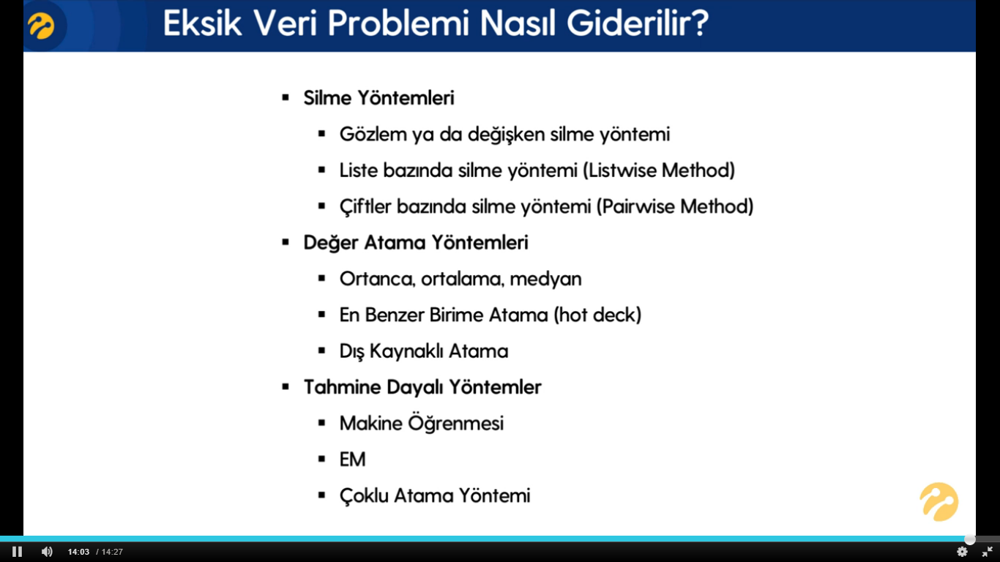 Eksik Veri Problemi Nasıl Giderilir?
▪ Silme Yöntemleri
▪ Gözlem ya da değişken silme yöntemi
▪ Liste bazında silme yöntemi (Listwise Method)
▪ Çiftler bazında silme yöntemi (Pairwise Method)
▪ Değer Atama Yöntemleri
▪ Ortanca, ortalama, medyan
▪ En Benzer Birime Atama (hot deck)
▪ Dış Kaynaklı Atama
▪ Tahmine Dayalı Yöntemler
▪ Makine Öğrenmesi
▪ EM
▪ Çoklu Atama Yöntemi
14:03 / 14:27